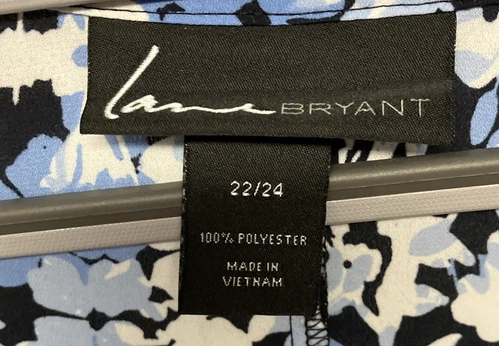 Lane BRYANT
22/24
100% POLYESTER
MADE IN
VIETNAM